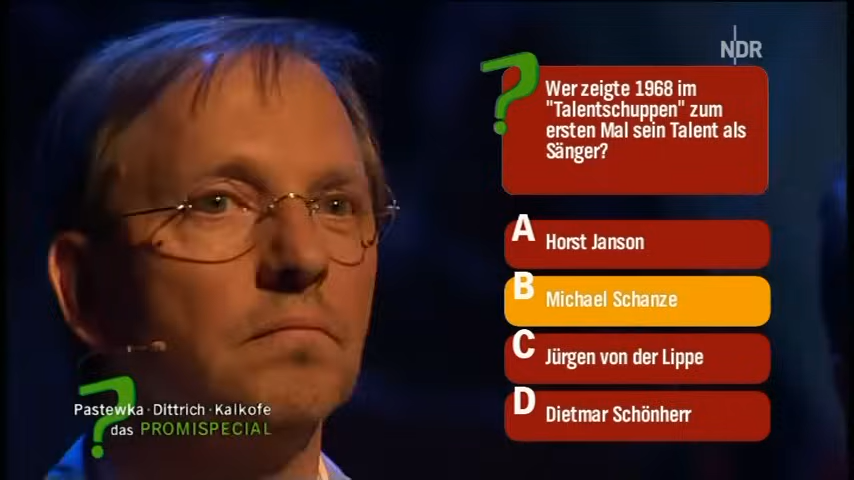 NDR
?
Wer zeigte 1968 im
"Talentschuppen" zum
ersten Mal sein Talent als
Sänger?
A
Horst Janson
B
Michael Schanze
C
Jürgen von der Lippe
D
Dietmar Schönherr
?
Pastewka · Dittrich · Kalkofe
das PROMISPECIAL